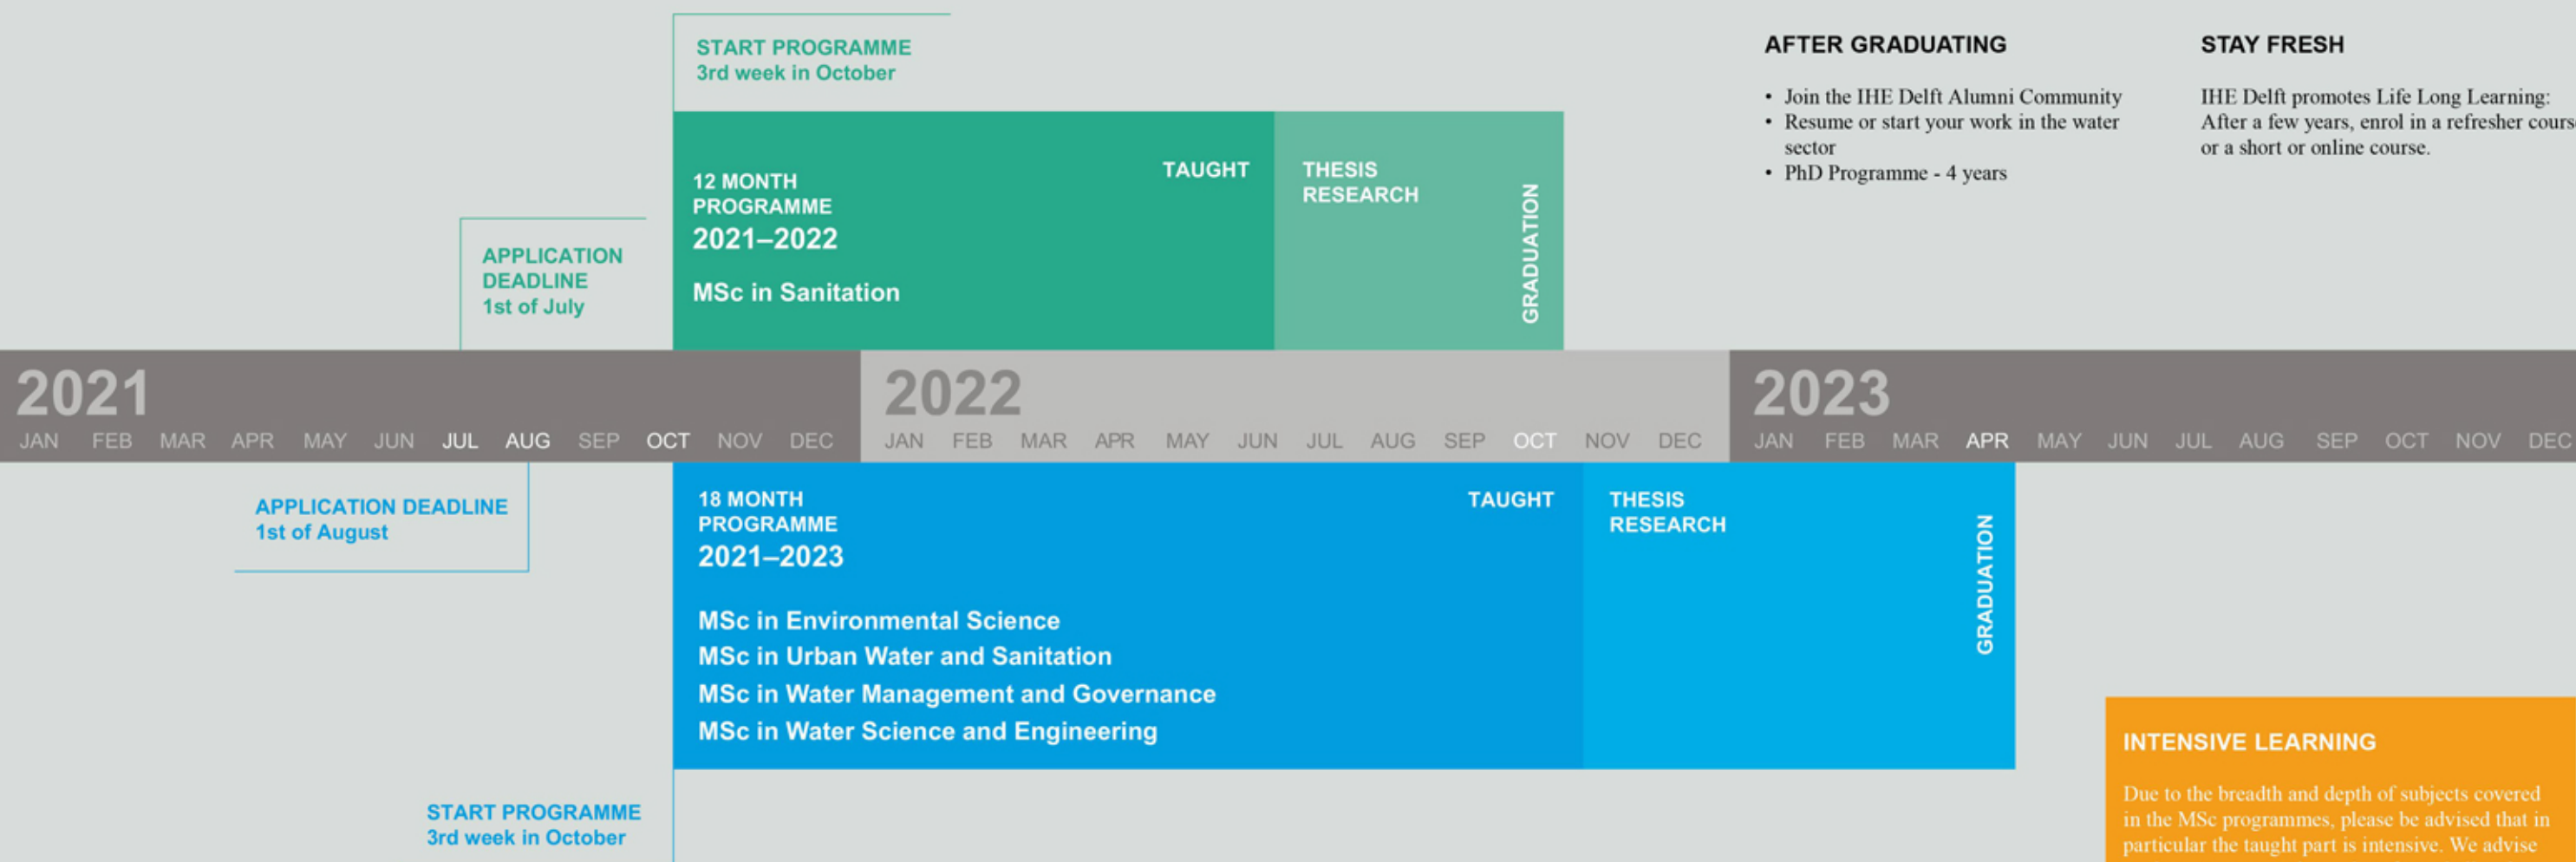 START PROGRAMME
3rd week in October
AFTER GRADUATING
• Join the IHE Delft Alumni Community
• Resume or start your work in the water
sector
• PhD Programme - 4 years
STAY FRESH
IHE Delft promotes Life Long Learning:
After a few years, enrol in a refresher cours
or a short or online course.
12 MONTH
PROGRAMME
2021–2022
MSc in Sanitation
TAUGHT
THESIS
RESEARCH
GRADUATION
APPLICATION
DEADLINE
1st of July
2021
JAN FEB MAR APR MAY JUN JUL AUG SEP OCT NOV DEC
2022
JAN FEB MAR APR MAY JUN JUL AUG SEP OCT NOV DEC
2023
JAN FEB MAR APR MAY JUN JUL AUG SEP OCT NOV DEC
APPLICATION DEADLINE
1st of August
18 MONTH
PROGRAMME
2021–2023
MSc in Environmental Science
MSc in Urban Water and Sanitation
MSc in Water Management and Governance
MSc in Water Science and Engineering
TAUGHT
THESIS
RESEARCH
GRADUATION
START PROGRAMME
3rd week in October
INTENSIVE LEARNING
Due to the breadth and depth of subjects covered
in the MSc programmes, please be advised that in
particular the taught part is intensive. We advise